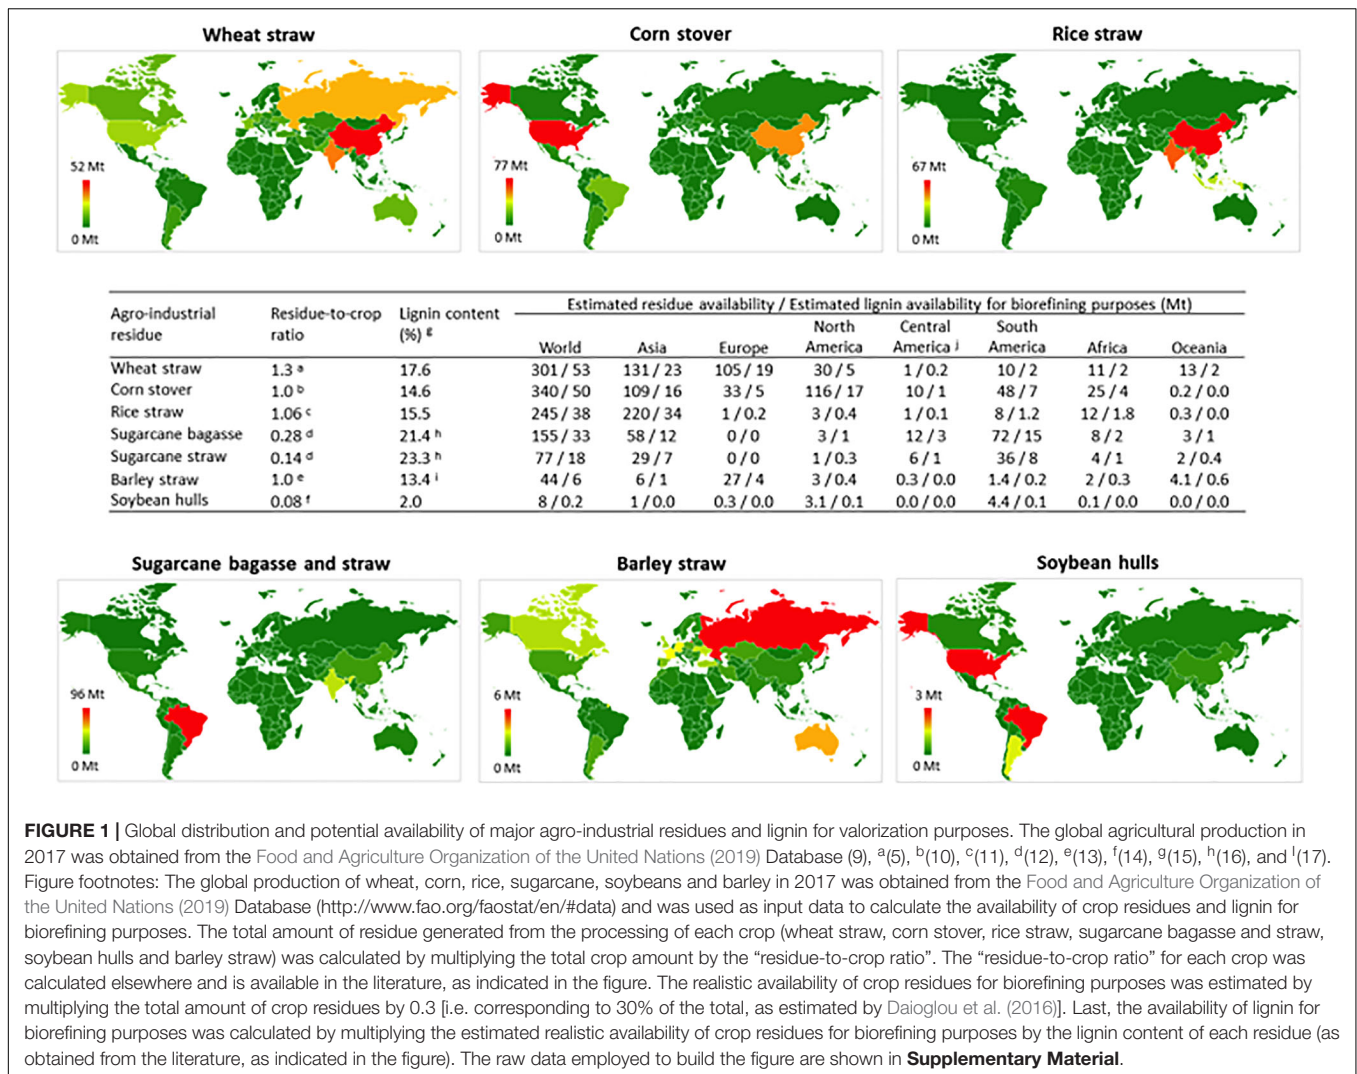 Wheat straw
Corn stover
Rice straw
52 Mt
0 Mt
77 Mt
0 Mt
67 Mt
0 Mt
Agro-industrial residue Residue-to-crop ratio Lignin content (%) g Estimated residue availability / Estimated lignin availability for biorefining purposes (Mt)
World Asia Europe North America Central America j South America Africa Oceania
Wheat straw 1.3 a 17.6 301 / 53 131 / 23 105 / 19 30 / 5 1 / 0.2 10 / 2 11 / 2 13 / 2
Corn stover 1.0 b 14.6 340 / 50 109 / 16 33 / 5 116 / 17 10 / 1 48 / 7 25 / 4 0.2 / 0.0
Rice straw 1.06 c 15.5 245 / 38 220 / 34 1 / 0.2 3 / 0.4 1 / 0.1 8 / 1.2 12 / 1.8 0.3 / 0.0
Sugarcane bagasse 0.28 d 21.4 h 155 / 33 58 / 12 0 / 0 3 / 1 12 / 3 72 / 15 8 / 2 3 / 1
Sugarcane straw 0.14 d 23.3 h 77 / 18 29 / 7 0 / 0 1 / 0.3 6 / 1 36 / 8 4 / 1 2 / 0.4
Barley straw 1.0 e 13.4 i 44 / 6 6 / 1 27 / 4 3 / 0.4 0.3 / 0.0 1.4 / 0.2 2 / 0.3 4.1 / 0.6
Soybean hulls 0.08 f 2.0 8 / 0.2 1 / 0.0 0.3 / 0.0 3.1 / 0.1 0.0 / 0.0 4.4 / 0.1 0.1 / 0.0 0.0 / 0.0
Sugarcane bagasse and straw
Barley straw
Soybean hulls
96 Mt
0 Mt
6 Mt
0 Mt
3 Mt
0 Mt
FIGURE 1 | Global distribution and potential availability of major agro-industrial residues and lignin for valorization purposes. The global agricultural production in
2017 was obtained from the Food and Agriculture Organization of the United Nations (2019) Database (9), a(5), b(10), c(11), d(12), e(13), f(14), g(15), h(16), and I(17).
Figure footnotes: The global production of wheat, corn, rice, sugarcane, soybeans and barley in 2017 was obtained from the Food and Agriculture Organization of
the United Nations (2019) Database (http://www.fao.org/faostat/en/#data) and was used as input data to calculate the availability of crop residues and lignin for
biorefining purposes. The total amount of residue generated from the processing of each crop (wheat straw, corn stover, rice straw, sugarcane bagasse and straw,
soybean hulls and barley straw) was calculated by multiplying the total crop amount by the “residue-to-crop ratio”. The “residue-to-crop ratio” for each crop was
calculated elsewhere and is available in the literature, as indicated in the figure. The realistic availability of crop residues for biorefining purposes was estimated by
multiplying the total amount of crop residues by 0.3 [i.e. corresponding to 30% of the total, as estimated by Daioglou et al. (2016)]. Last, the availability of lignin for
biorefining purposes was calculated by multiplying the estimated realistic availability of crop residues for biorefining purposes by the lignin content of each residue (as
obtained from the literature, as indicated in the figure). The raw data employed to build the figure are shown in Supplementary Material.